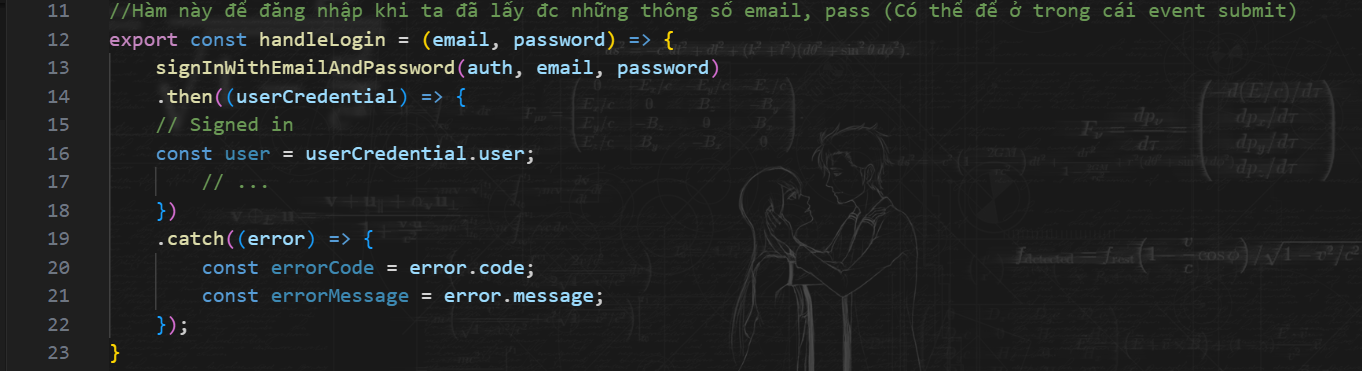 11 //Hàm này để đăng nhập khi ta đã lấy đc những thông số email, pass (Có thể để ở trong cái event submit)
12 export const handleLogin = (email, password) => {
13 signInWithEmailAndPassword(auth, email, password)
14 .then((userCredential) => {
15 // Signed in
16 const user = userCredential.user;
17 // ...
18 })
19 .catch((error) => {
20 const errorCode = error.code;
21 const errorMessage = error.message;
22 });
23 }